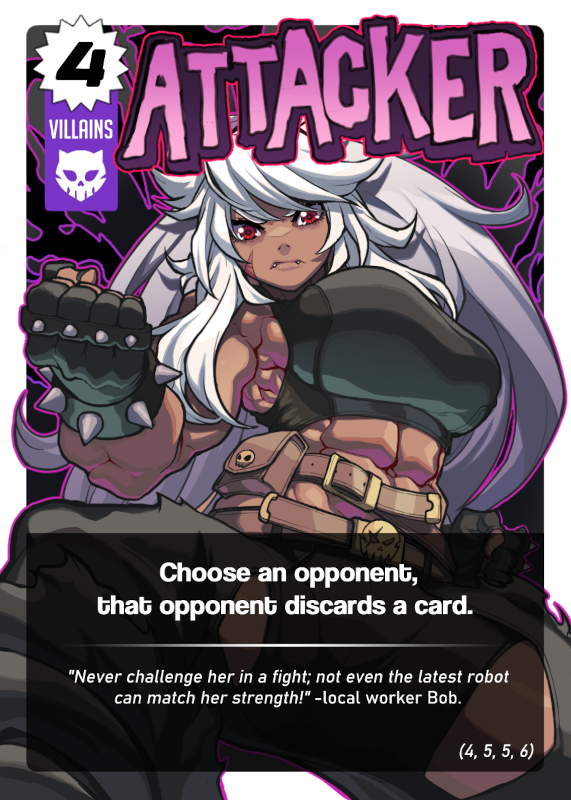 4
ATTACKER
VILLAINS
Choose an opponent,
that opponent discards a card.
"Never challenge her in a fight; not even the latest robot
can match her strength!" -local worker Bob.
(4, 5, 5, 6)